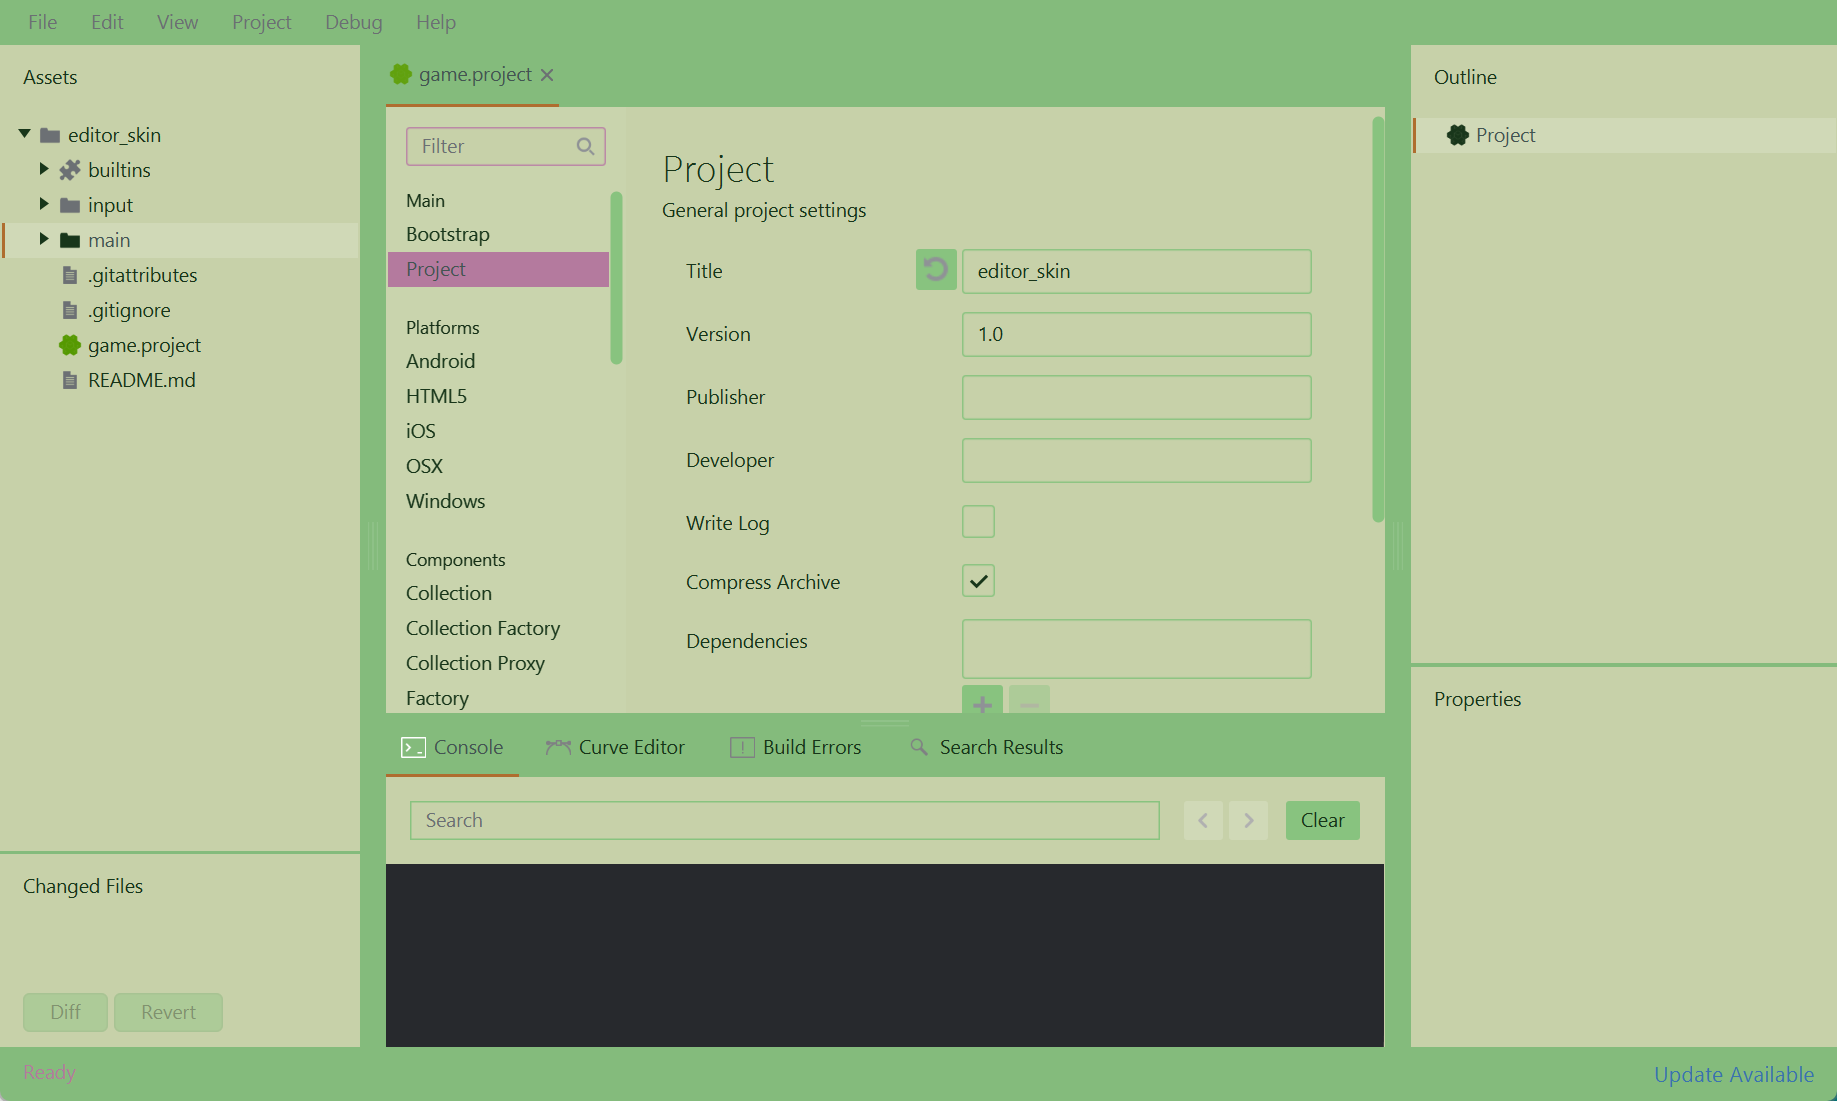 File Edit View Project Debug Help
Assets
editor_skin
builtins
input
main
.gitattributes
.gitignore
game.project
README.md
Changed Files
Diff Revert
game.project
Filter
Main
Bootstrap
Project
Platforms
Android
HTML5
iOS
OSX
Windows
Components
Collection
Collection Factory
Collection Proxy
Factory
Project
General project settings
Title editor_skin
Version 1.0
Publisher
Developer
Write Log
Compress Archive
Dependencies
Console Curve Editor Build Errors Search Results
Search Clear
Outline
Project
Properties
Ready
Update Available